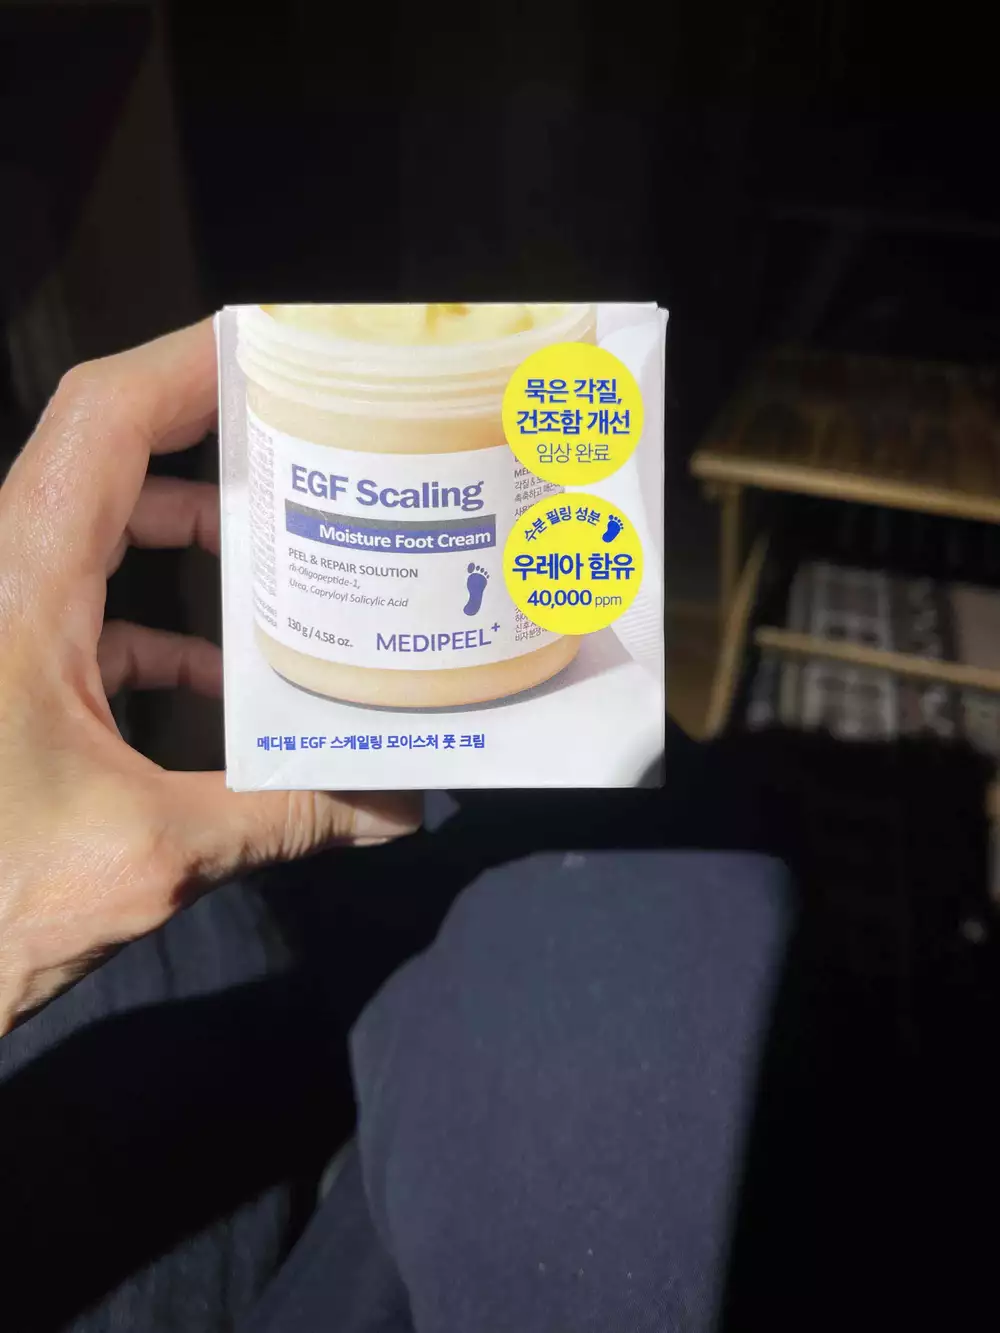 묵은 각질,
건조함 개선
임상 완료
EGF Scaling
Moisture Foot Cream
PEEL & REPAIR SOLUTION
rh-Oligopeptide-1,
Urea, Capryloyl Salicylic Acid
130 g / 4.58 oz.
MEDIPEEL+
수분 필링 성분
우레아 함유
40,000 ppm
메디필 EGF 스케일링 모이스처 풋 크림